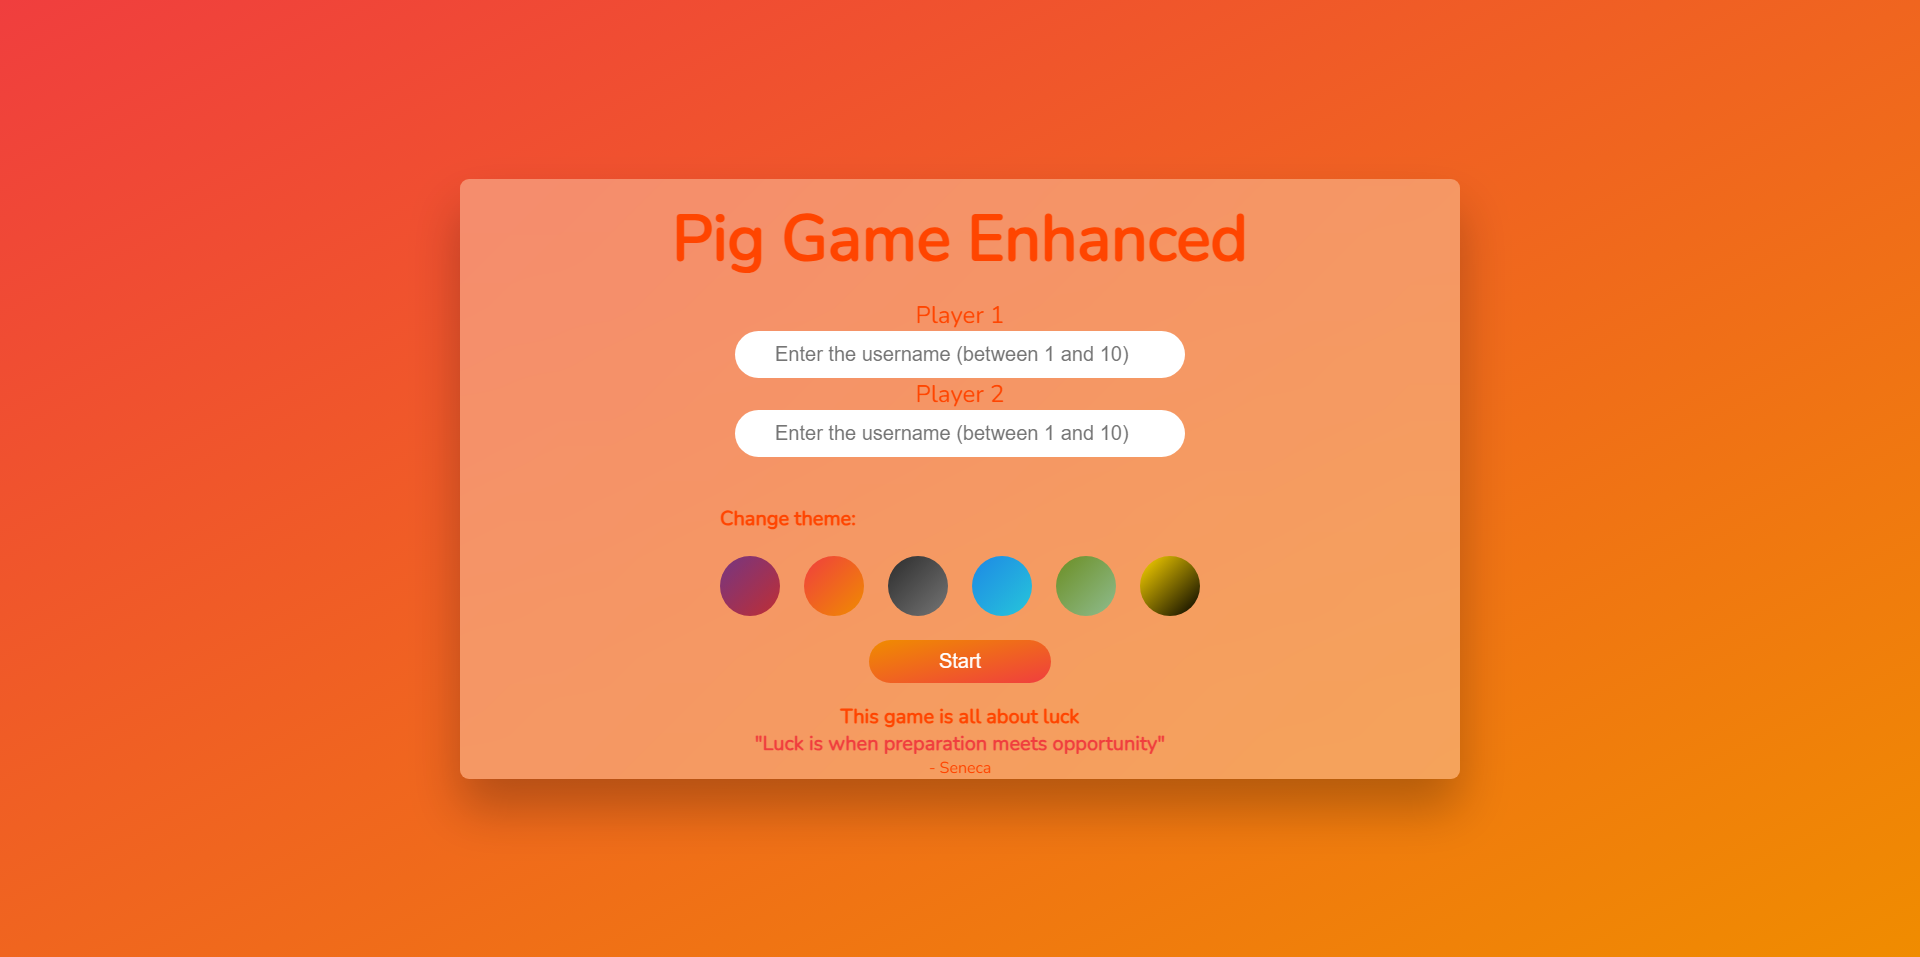 Pig Game Enhanced
Player 1
Enter the username (between 1 and 10)
Player 2
Enter the username (between 1 and 10)
Change theme:
Start
This game is all about luck
"Luck is when preparation meets opportunity"
- Seneca